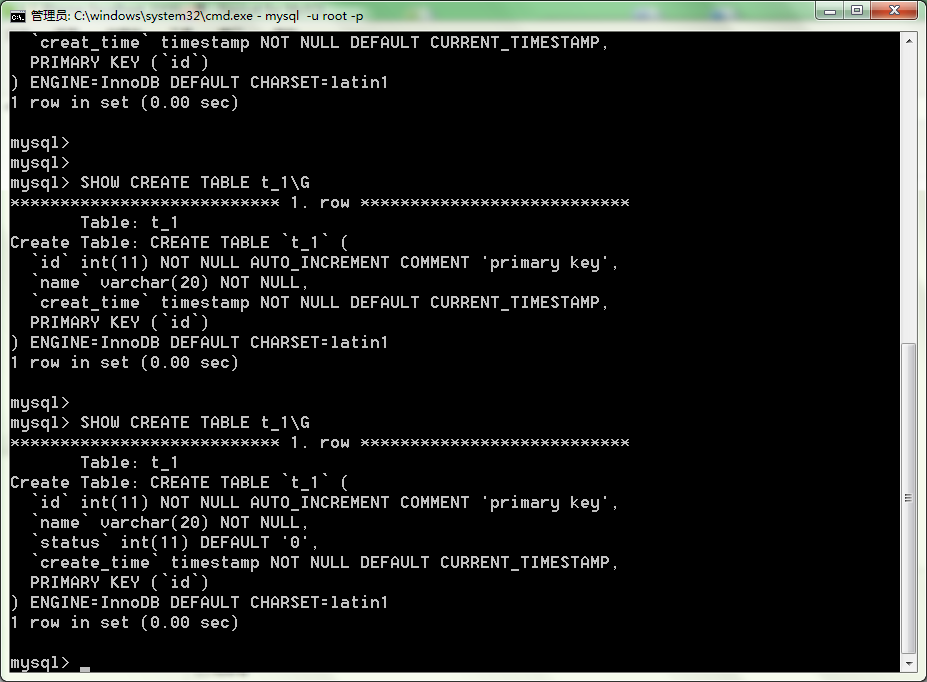 管理员: C:\windows\system32\cmd.exe - mysql  -u root -p
  `creat_time` timestamp NOT NULL DEFAULT CURRENT_TIMESTAMP,
  PRIMARY KEY (`id`)
) ENGINE=InnoDB DEFAULT CHARSET=latin1
1 row in set (0.00 sec)
mysql>
mysql>
mysql> SHOW CREATE TABLE t_1\G
*************************** 1. row ***************************
       Table: t_1
Create Table: CREATE TABLE `t_1` (
  `id` int(11) NOT NULL AUTO_INCREMENT COMMENT 'primary key',
  `name` varchar(20) NOT NULL,
  `creat_time` timestamp NOT NULL DEFAULT CURRENT_TIMESTAMP,
  PRIMARY KEY (`id`)
) ENGINE=InnoDB DEFAULT CHARSET=latin1
1 row in set (0.00 sec)
mysql>
mysql> SHOW CREATE TABLE t_1\G
*************************** 1. row ***************************
       Table: t_1
Create Table: CREATE TABLE `t_1` (
  `id` int(11) NOT NULL AUTO_INCREMENT COMMENT 'primary key',
  `name` varchar(20) NOT NULL,
  `status` int(11) DEFAULT '0',
  `create_time` timestamp NOT NULL DEFAULT CURRENT_TIMESTAMP,
  PRIMARY KEY (`id`)
) ENGINE=InnoDB DEFAULT CHARSET=latin1
1 row in set (0.00 sec)
mysql>